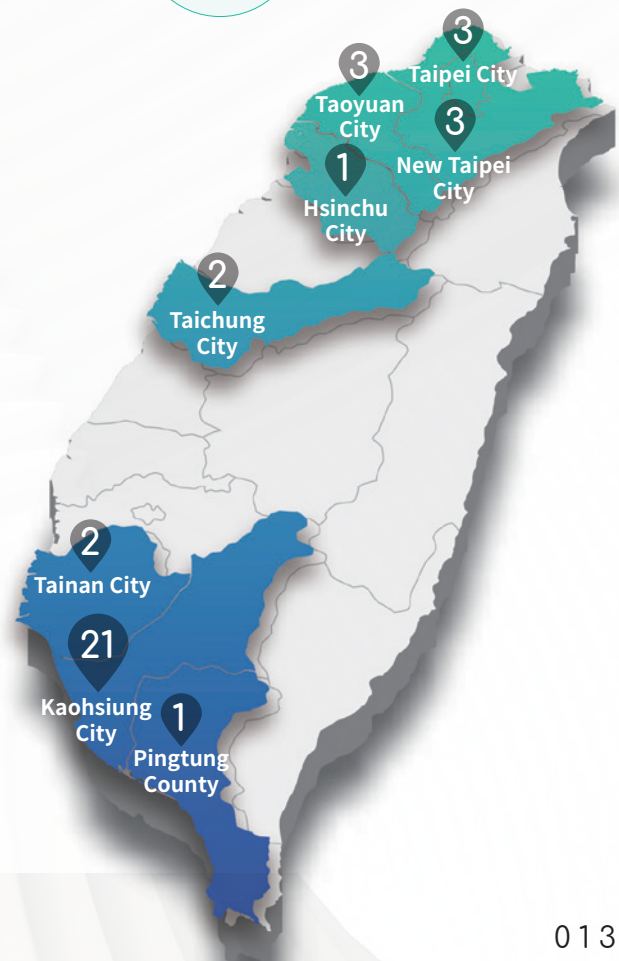 3
Taipei City
3
Taoyuan
City
3
New Taipei
City
1
Hsinchu
City
2
Taichung
City
2
Tainan City
21
Kaohsiung
City
1
Pingtung
County
013